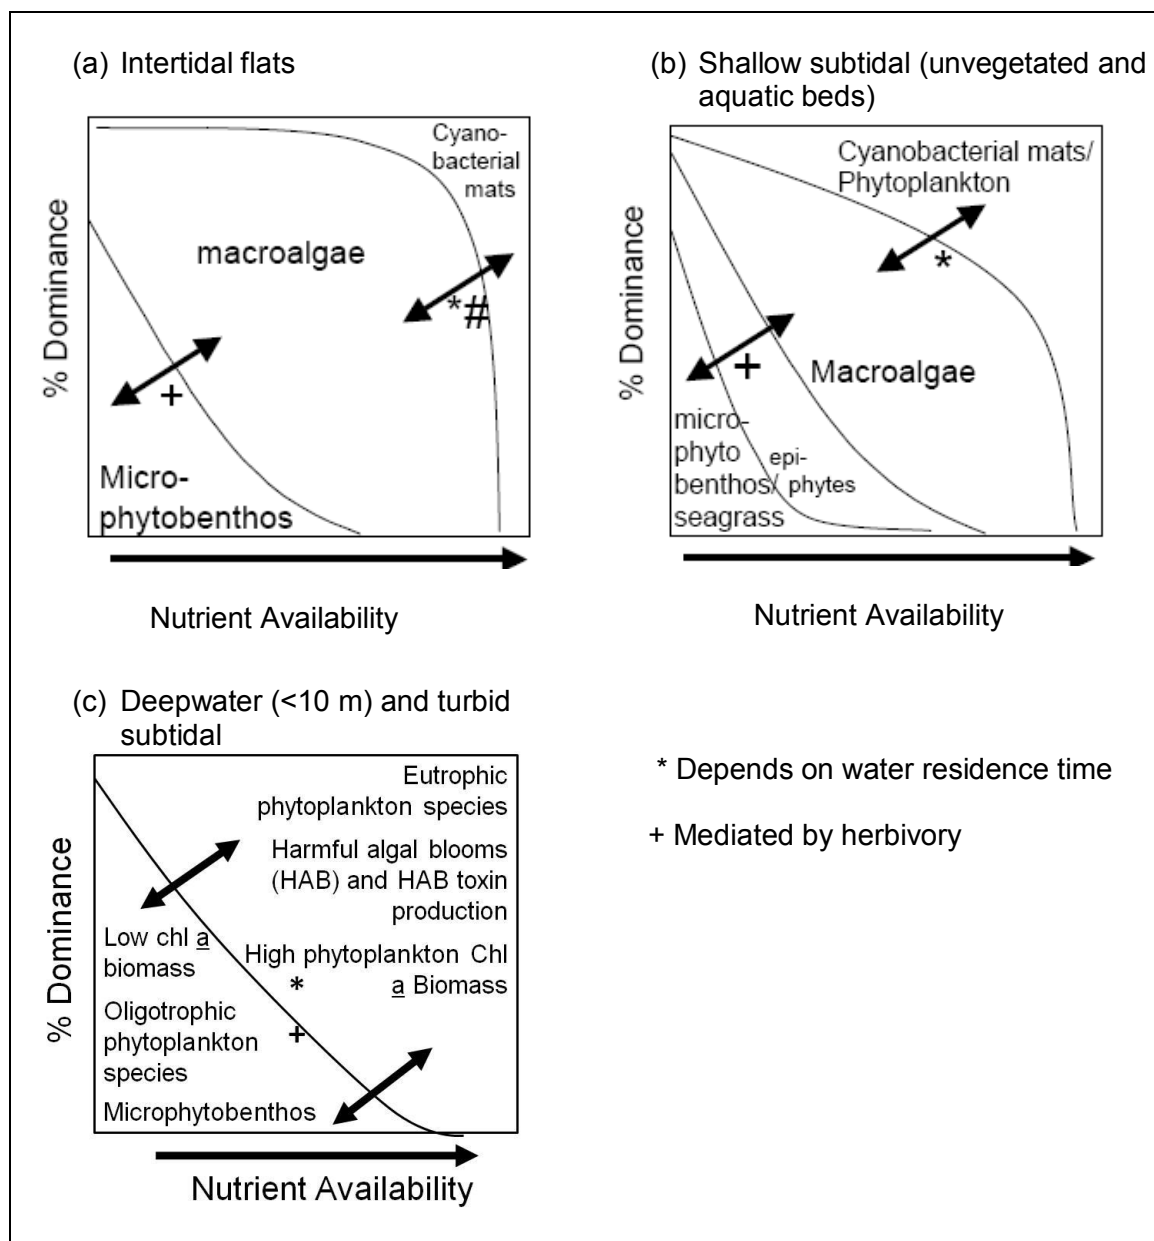 (a) Intertidal flats
% Dominance
Cyano-
bacterial
mats
macroalgae
*#
+
Micro-
phytobenthos
Nutrient Availability
(b) Shallow subtidal (unvegetated and
aquatic beds)
% Dominance
Cyanobacterial mats/
Phytoplankton
*
+
Macroalgae
micro-
phyto
benthos/
seagrass
epi-
phytes
Nutrient Availability
(c) Deepwater (<10 m) and turbid
subtidal
% Dominance
Eutrophic
phytoplankton species
Harmful algal blooms
(HAB) and HAB toxin
production
Low chl a
biomass
High phytoplankton Chl
a Biomass
*
+
Oligotrophic
phytoplankton
species
Microphytobenthos
Nutrient Availability
* Depends on water residence time
+ Mediated by herbivory